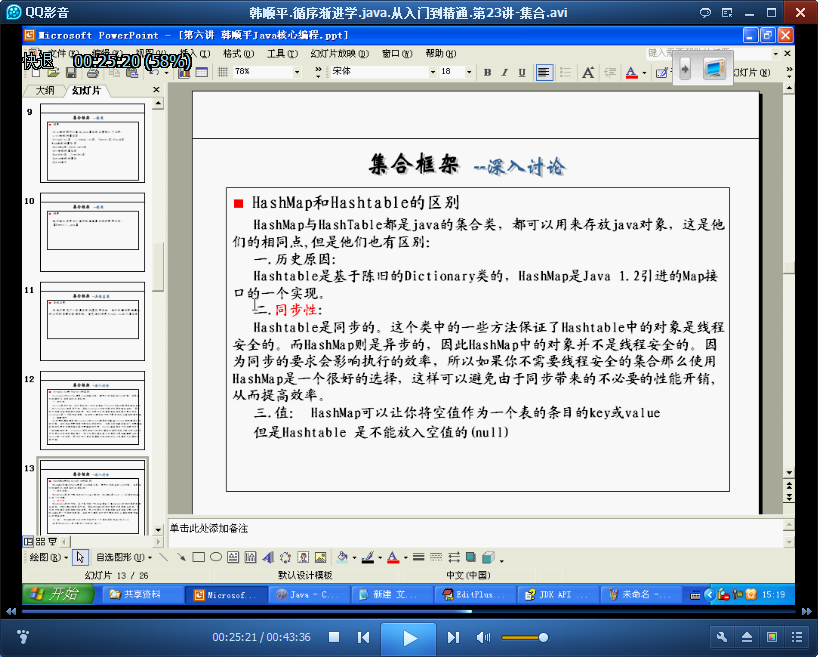 QQ影音
韩顺平.循序渐进学.java.从入门到精通.第23讲-集合.avi
Microsoft PowerPoint - [第六讲 韩顺平Java核心编程.ppt]
插入(I) 格式(O) 工具(T) 幻灯片放映(D) 窗口(W) 帮助(H)
快退 00:25:20 (58%)
78% 宋体 18 B I U A A 幻灯片(N)
大纲 幻灯片
9
10
11
12
13
集合框架 --深入讨论
HashMap和Hashtable的区别
HashMap与HashTable都是java的集合类，都可以用来存放java对象，这是他
们的相同点,但是他们也有区别:
一.历史原因:
Hashtable是基于陈旧的Dictionary类的，HashMap是Java 1.2引进的Map接
口的一个实现。
二.同步性:
Hashtable是同步的。这个类中的一些方法保证了Hashtable中的对象是线程
安全的。而HashMap则是异步的，因此HashMap中的对象并不是线程安全的。因
为同步的要求会影响执行的效率，所以如果你不需要线程安全的集合那么使用
HashMap是一个很好的选择，这样可以避免由于同步带来的不必要的性能开销，
从而提高效率。
三.值： HashMap可以让你将空值作为一个表的条目的key或value
但是Hashtable 是不能放入空值的(null)
单击此处添加备注
绘图(R) 自选图形(U)
幻灯片 13 / 26 默认设计模板 中文(中国)
开始 共享资料 Microsof... Java - C... 新建 文... EditPlus... JDK API ... 未命名 -... 15:19
00:25:21 / 00:43:36